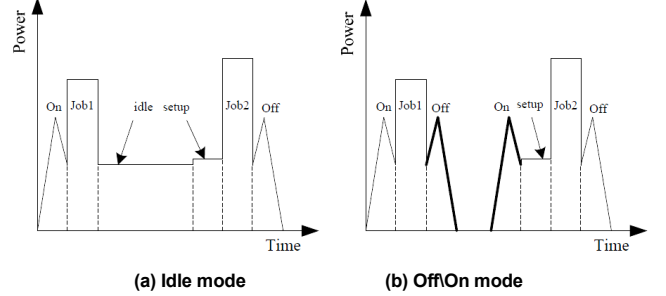 Power
On
Job1
idle
setup
Job2
Off
Time
(a) Idle mode
Power
On
Job1
Off
On
setup
Job2
Off
Time
(b) Off\On mode